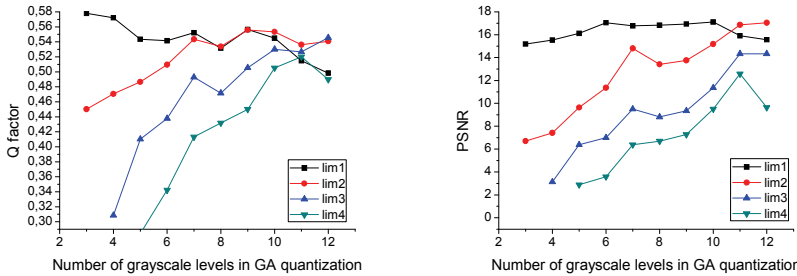 0,58
0,56
0,54
0,52
0,50
0,48
0,46
0,44
0,42
0,40
0,38
0,36
0,34
0,32
0,30
Q factor
2 4 6 8 10 12
Number of grayscale levels in GA quantization
lim1
lim2
lim3
lim4
18
16
14
12
10
8
6
4
2
0
PSNR
2 4 6 8 10 12
Number of grayscale levels in GA quantization
lim1
lim2
lim3
lim4